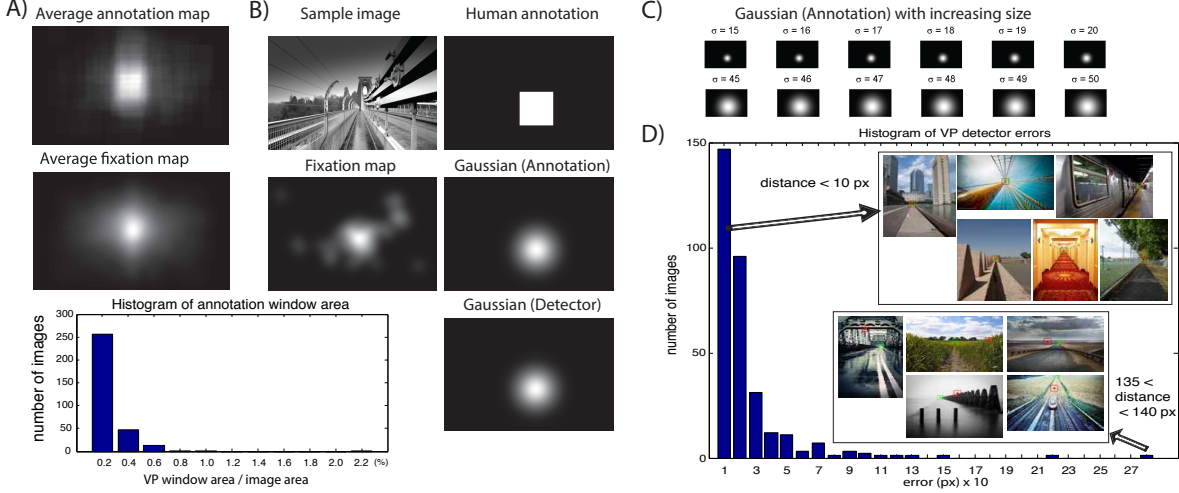 A)
Average annotation map
Average fixation map
Histogram of annotation window area
number of images
300
250
200
150
100
50
0
0.2 0.4 0.6 0.8 1.0 1.2 1.4 1.6 1.8 2.0 2.2 (%)
VP window area / image area
B)
Sample image
Human annotation
Fixation map
Gaussian (Annotation)
Gaussian (Detector)
C)
Gaussian (Annotation) with increasing size
σ = 15 σ = 16 σ = 17 σ = 18 σ = 19 σ = 20
σ = 45 σ = 46 σ = 47 σ = 48 σ = 49 σ = 50
D)
Histogram of VP detector errors
number of images
150
100
50
0
distance < 10 px
135 <
distance
< 140 px
1 3 5 7 9 11 13 15 17 19 21 23 25 27
error (px) x 10